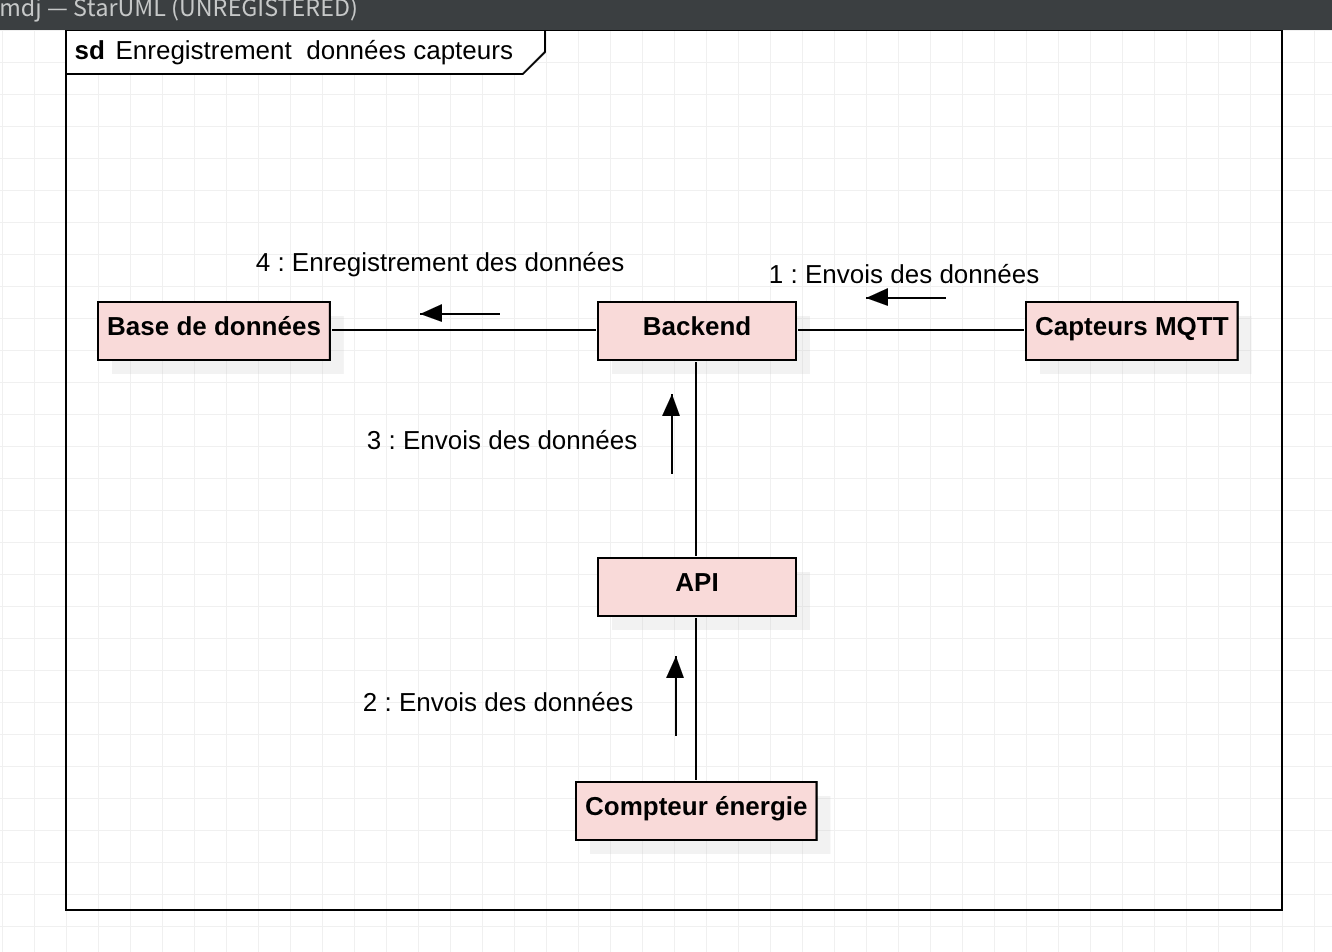 mdj — StarUML (UNREGISTERED)
sd Enregistrement données capteurs
4 : Enregistrement des données
1 : Envois des données
Base de données
Backend
Capteurs MQTT
3 : Envois des données
API
2 : Envois des données
Compteur énergie